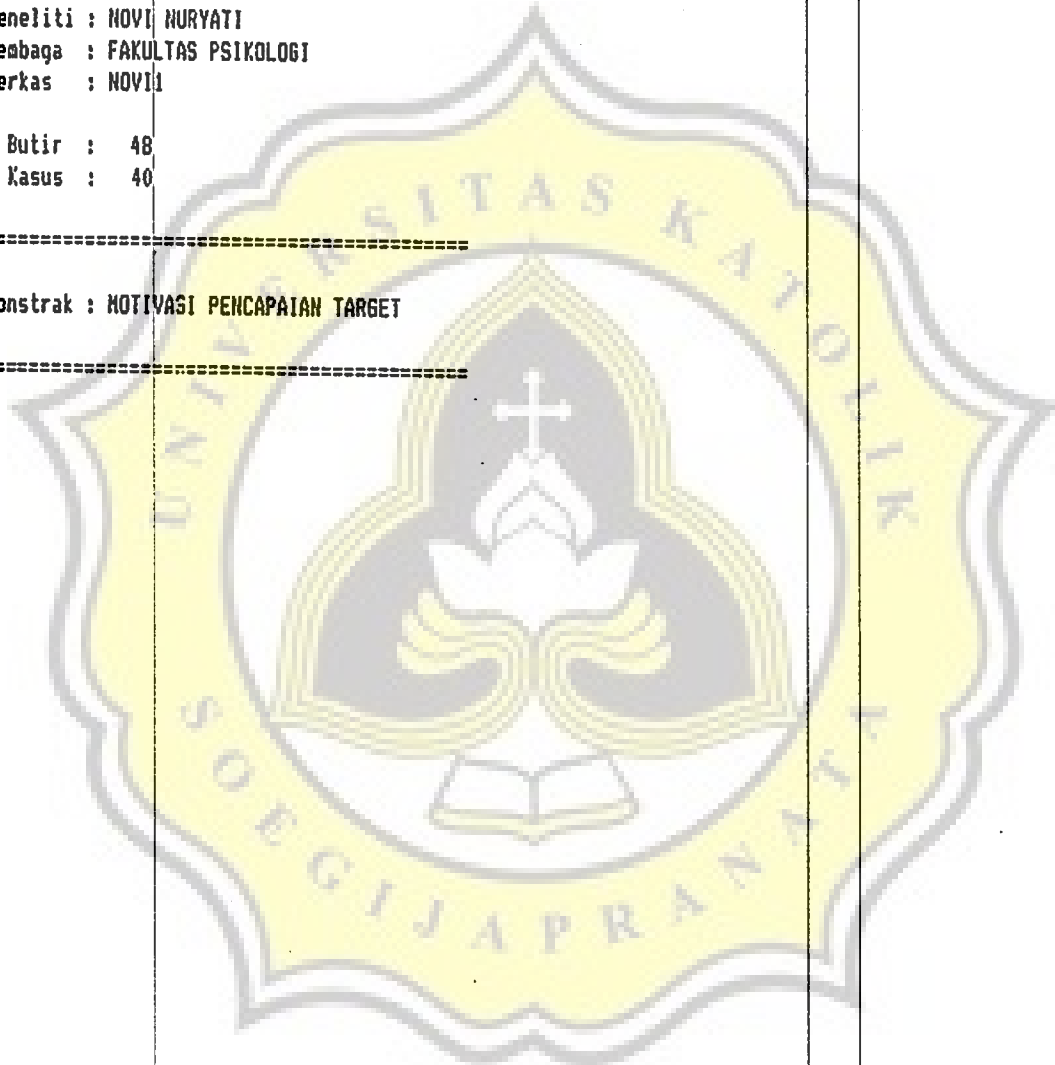 eneliti : NOVI NURYATI
embaga : FAKULTAS PSIKOLOGI
erkas : NOVI1
Butir : 48
Kasus : 40
onstrak : MOTIVASI PENCAPAIAN TARGET
UNIVERSITAS KATOLIK
SOEGIJAPRANATA